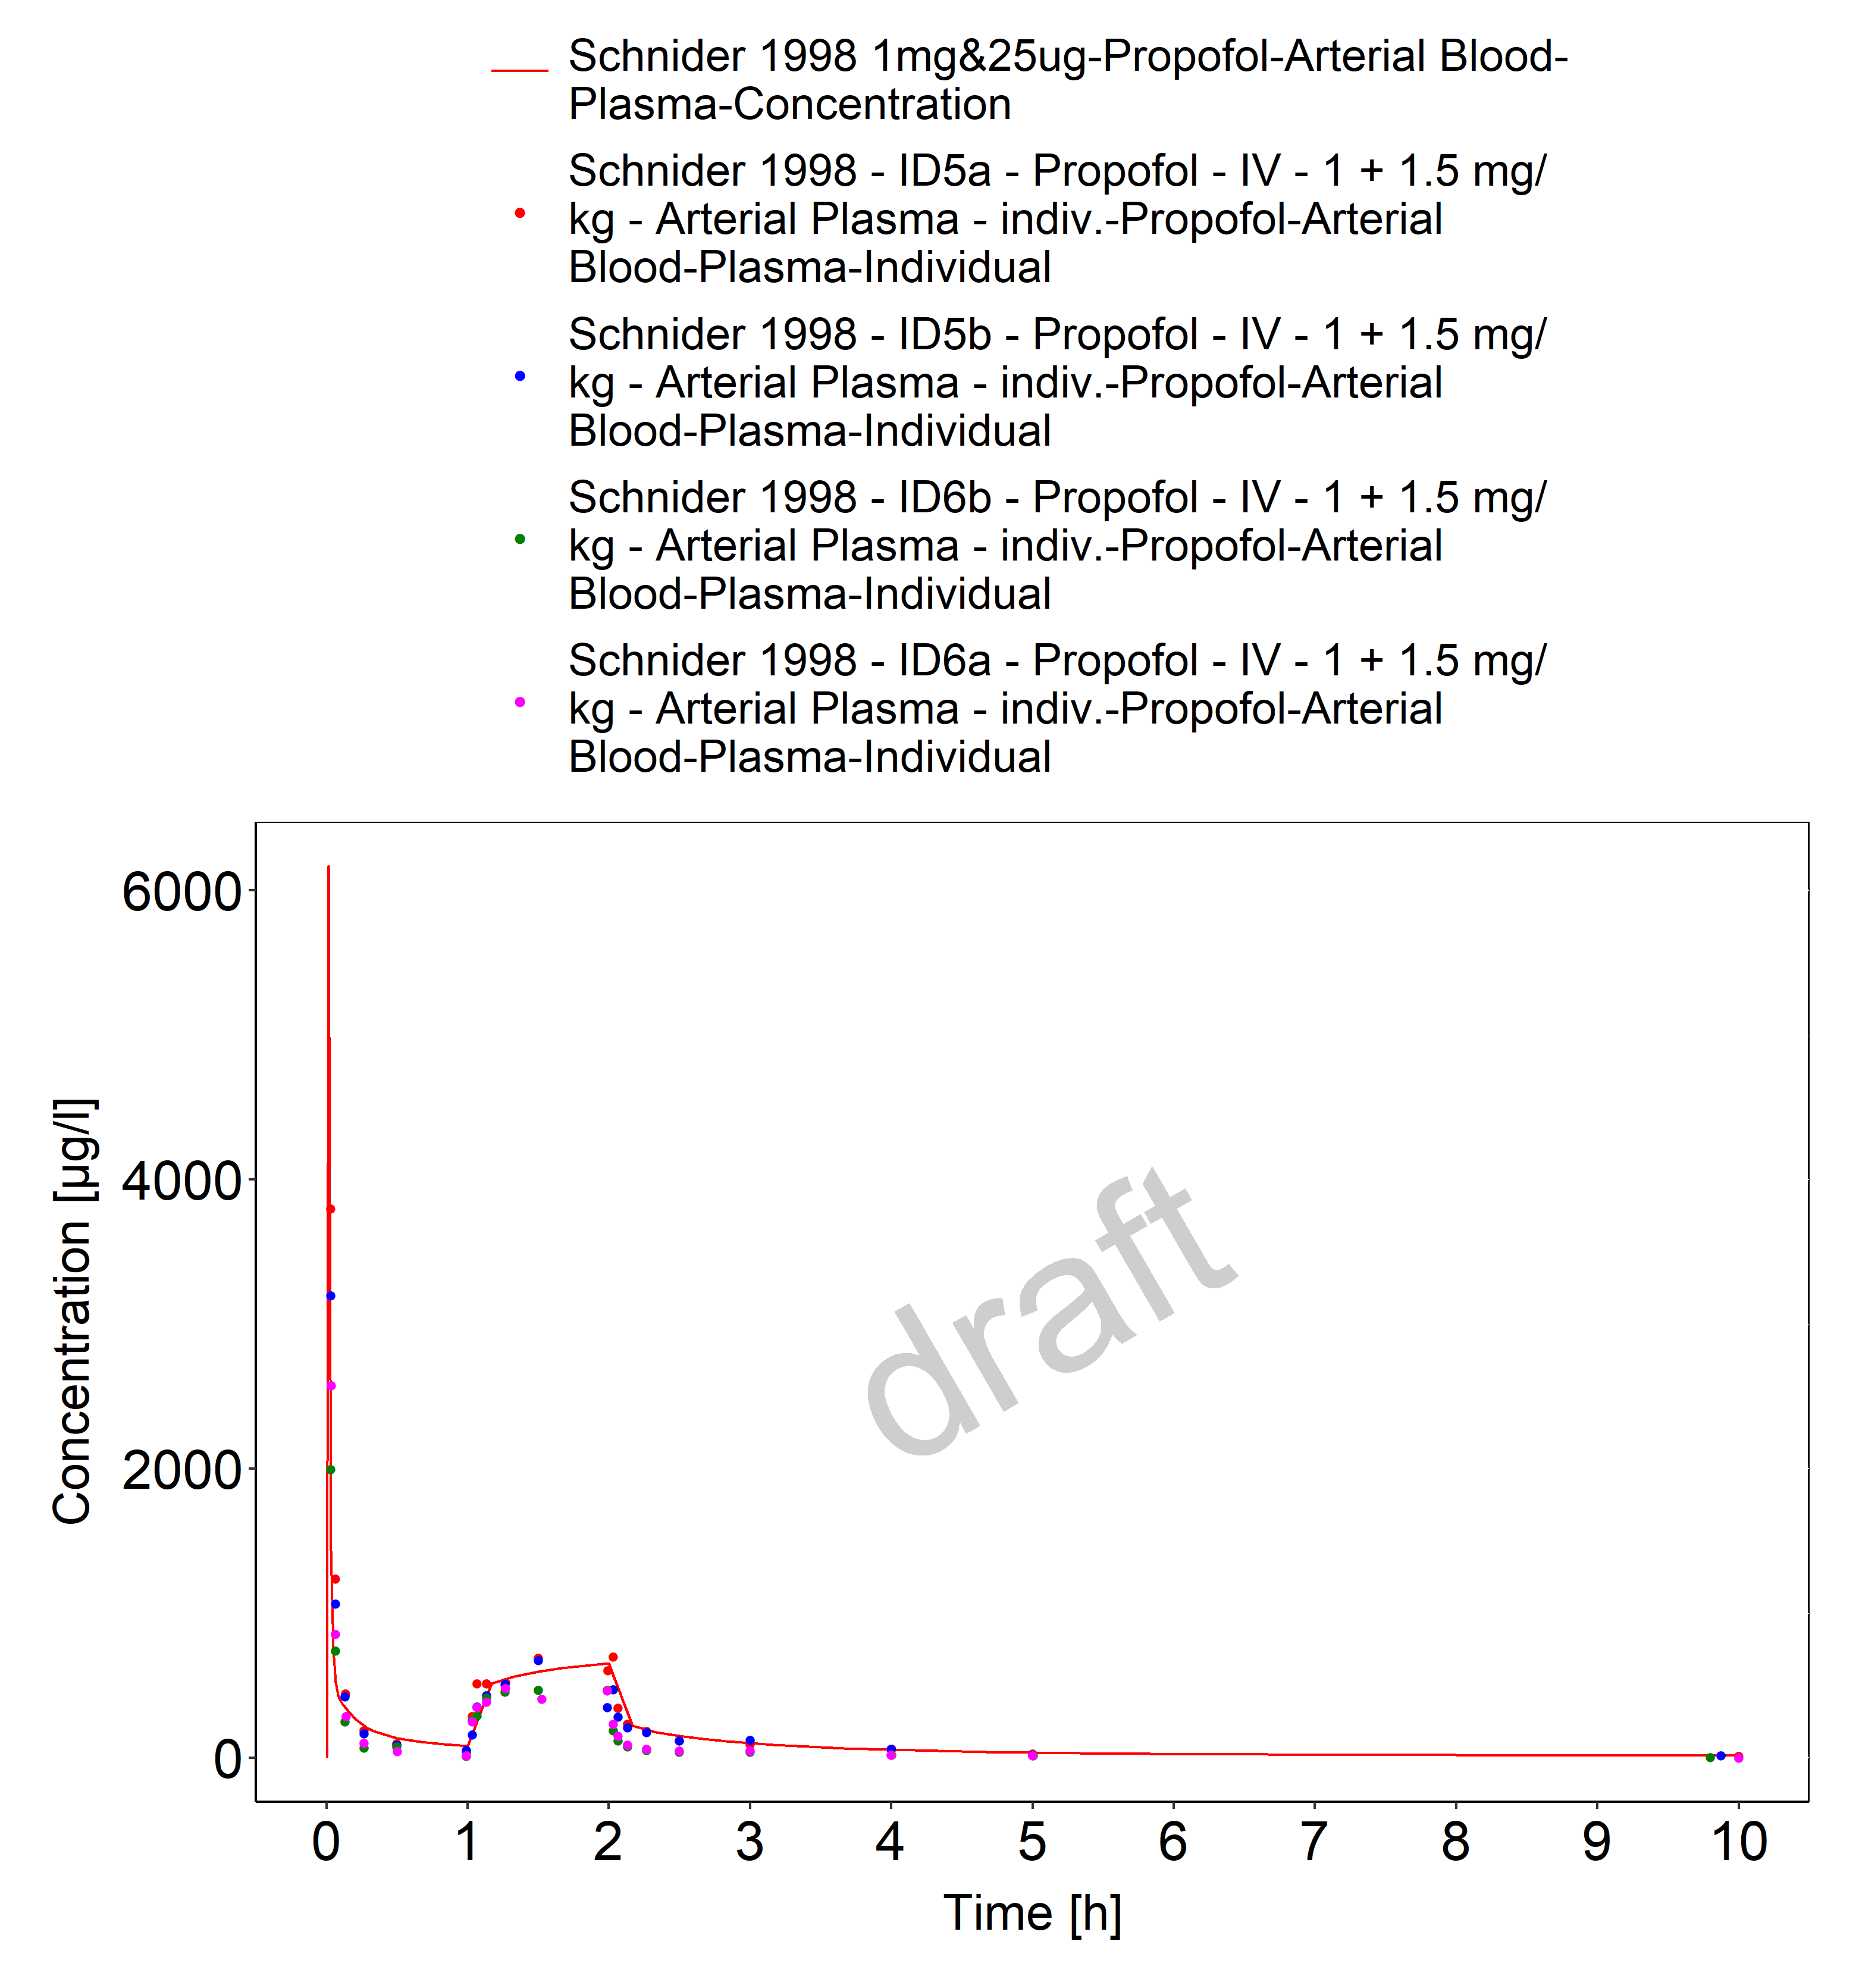 Schnider 1998 1mg&25ug-Propofol-Arterial Blood-
Plasma-Concentration
Schnider 1998 - ID5a - Propofol - IV - 1 + 1.5 mg/
kg - Arterial Plasma - indiv.-Propofol-Arterial
Blood-Plasma-Individual
Schnider 1998 - ID5b - Propofol - IV - 1 + 1.5 mg/
kg - Arterial Plasma - indiv.-Propofol-Arterial
Blood-Plasma-Individual
Schnider 1998 - ID6b - Propofol - IV - 1 + 1.5 mg/
kg - Arterial Plasma - indiv.-Propofol-Arterial
Blood-Plasma-Individual
Schnider 1998 - ID6a - Propofol - IV - 1 + 1.5 mg/
kg - Arterial Plasma - indiv.-Propofol-Arterial
Blood-Plasma-Individual
Concentration [µg/l]
6000
4000
2000
0
draft
0 1 2 3 4 5 6 7 8 9 10
Time [h]